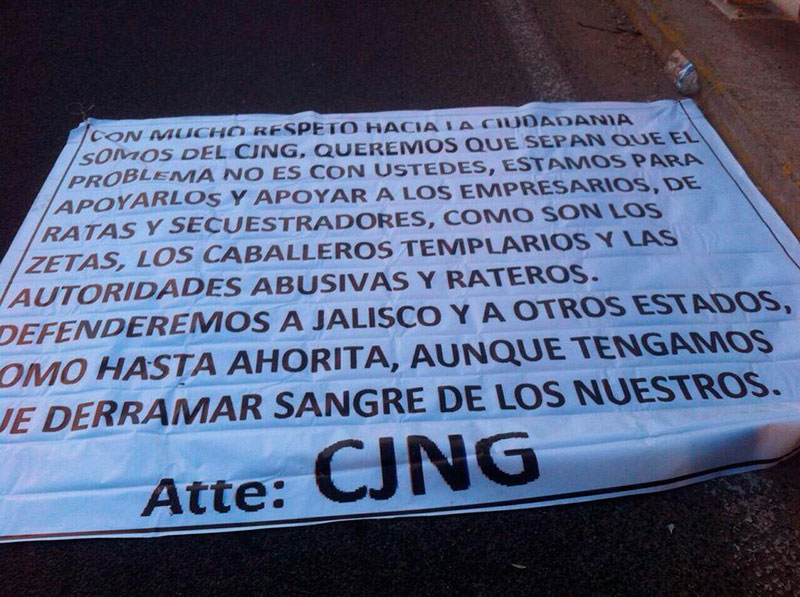 CON MUCHO RESPETO HACIA LA CIUDADANIA
SOMOS DEL CJNG, QUEREMOS QUE SEPAN QUE EL
PROBLEMA NO ES CON USTEDES, ESTAMOS PARA
APOYARLOS Y APOYAR A LOS EMPRESARIOS, DE
RATAS Y SECUESTRADORES, COMO SON LOS
ZETAS, LOS CABALLEROS TEMPLARIOS Y LAS
AUTORIDADES ABUSIVAS Y RATEROS.
DEFENDEREMOS A JALISCO Y A OTROS ESTADOS,
OMO HASTA AHORITA, AUNQUE TENGAMOS
UE DERRAMAR SANGRE DE LOS NUESTROS.
Atte: CJNG